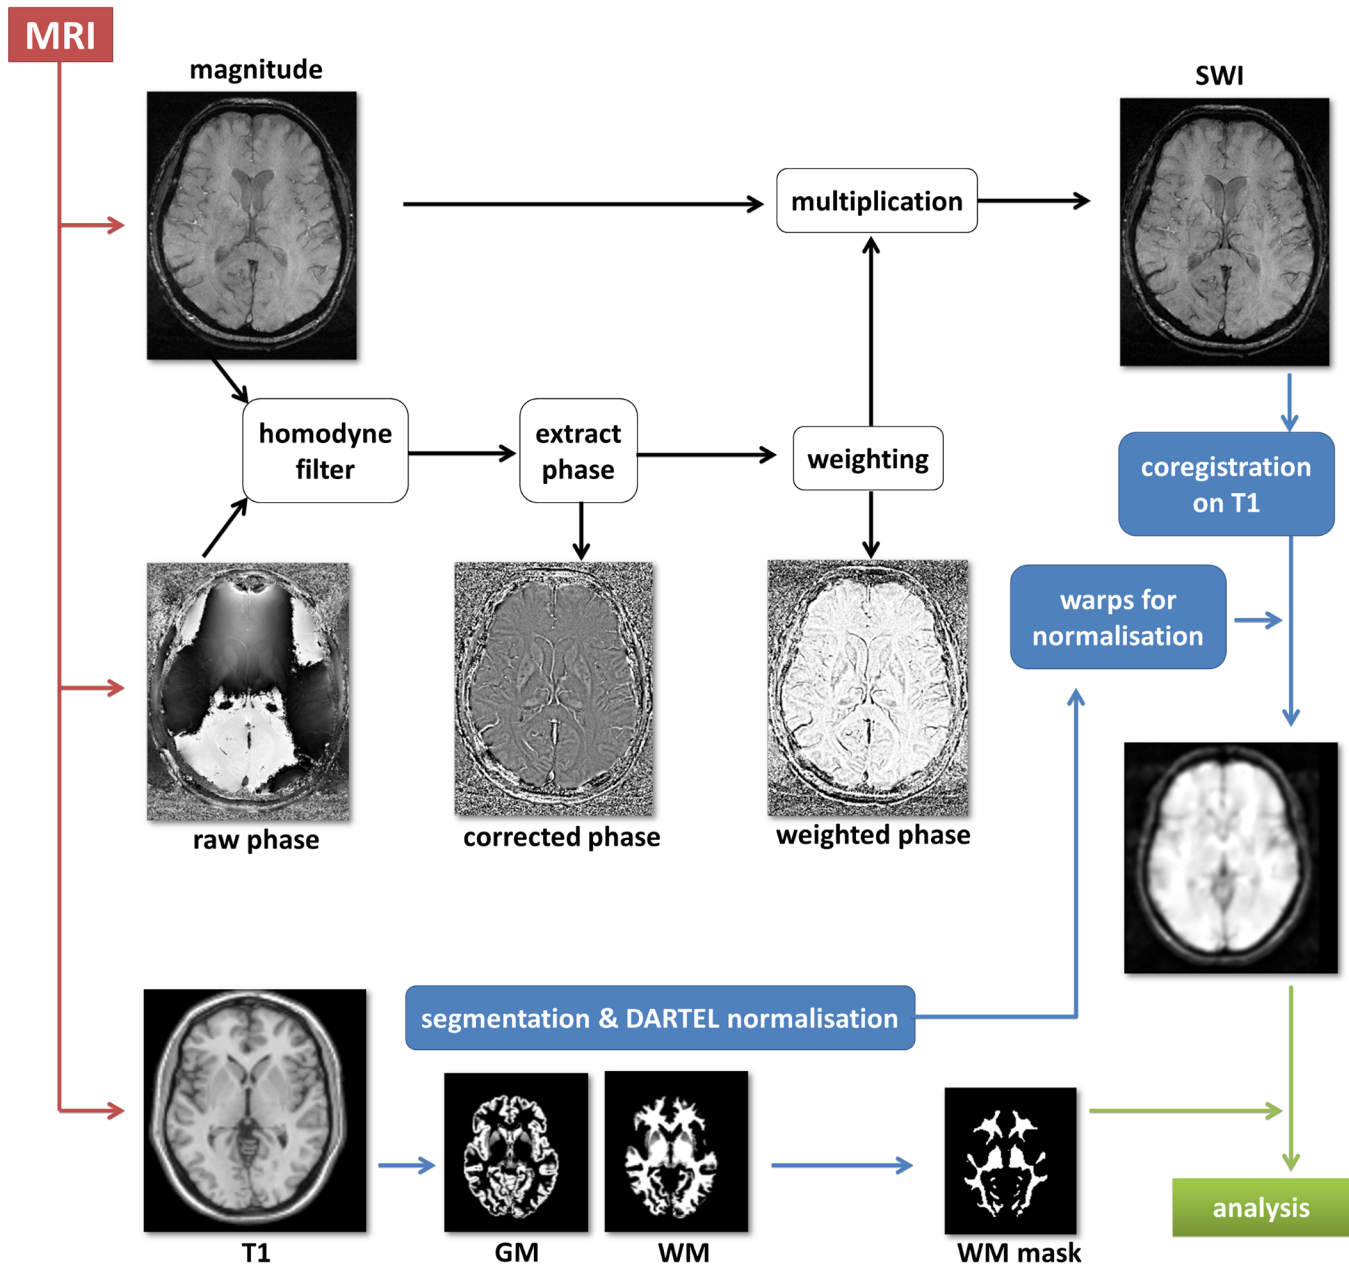 MRI
magnitude
SWI
multiplication
homodyne
filter
extract
phase
weighting
coregistration
on T1
warps for
normalisation
raw phase
corrected phase
weighted phase
segmentation & DARTEL normalisation
analysis
T1
GM
WM
WM mask